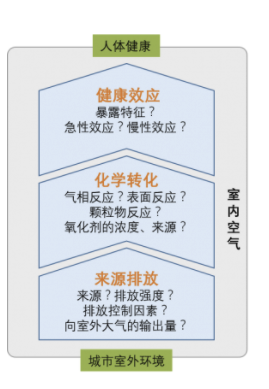 人体健康
健康效应
暴露特征？
急性效应？慢性效应？
化学转化
气相反应？表面反应？
颗粒物反应？
氧化剂的浓度、来源？
室内空气
来源排放
来源？排放强度？
排放控制因素？
向室外大气的输出量？
城市室外环境